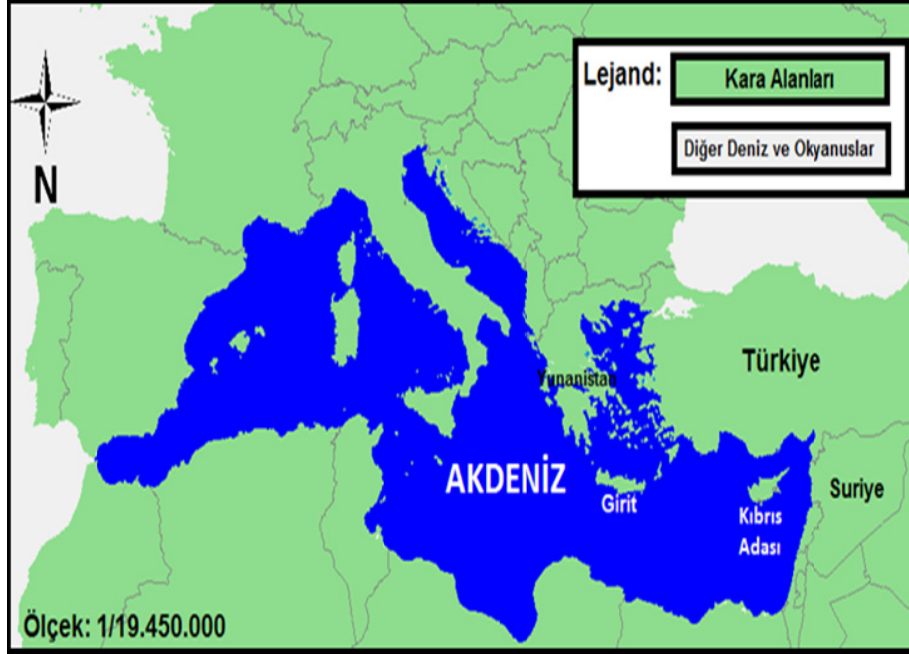 Lejand:
Kara Alanları
Diğer Deniz ve Okyanuslar
N
Türkiye
Yunanistan
AKDENİZ
Girit
Kıbrıs
Adası
Suriye
Ölçek: 1/19.450.000